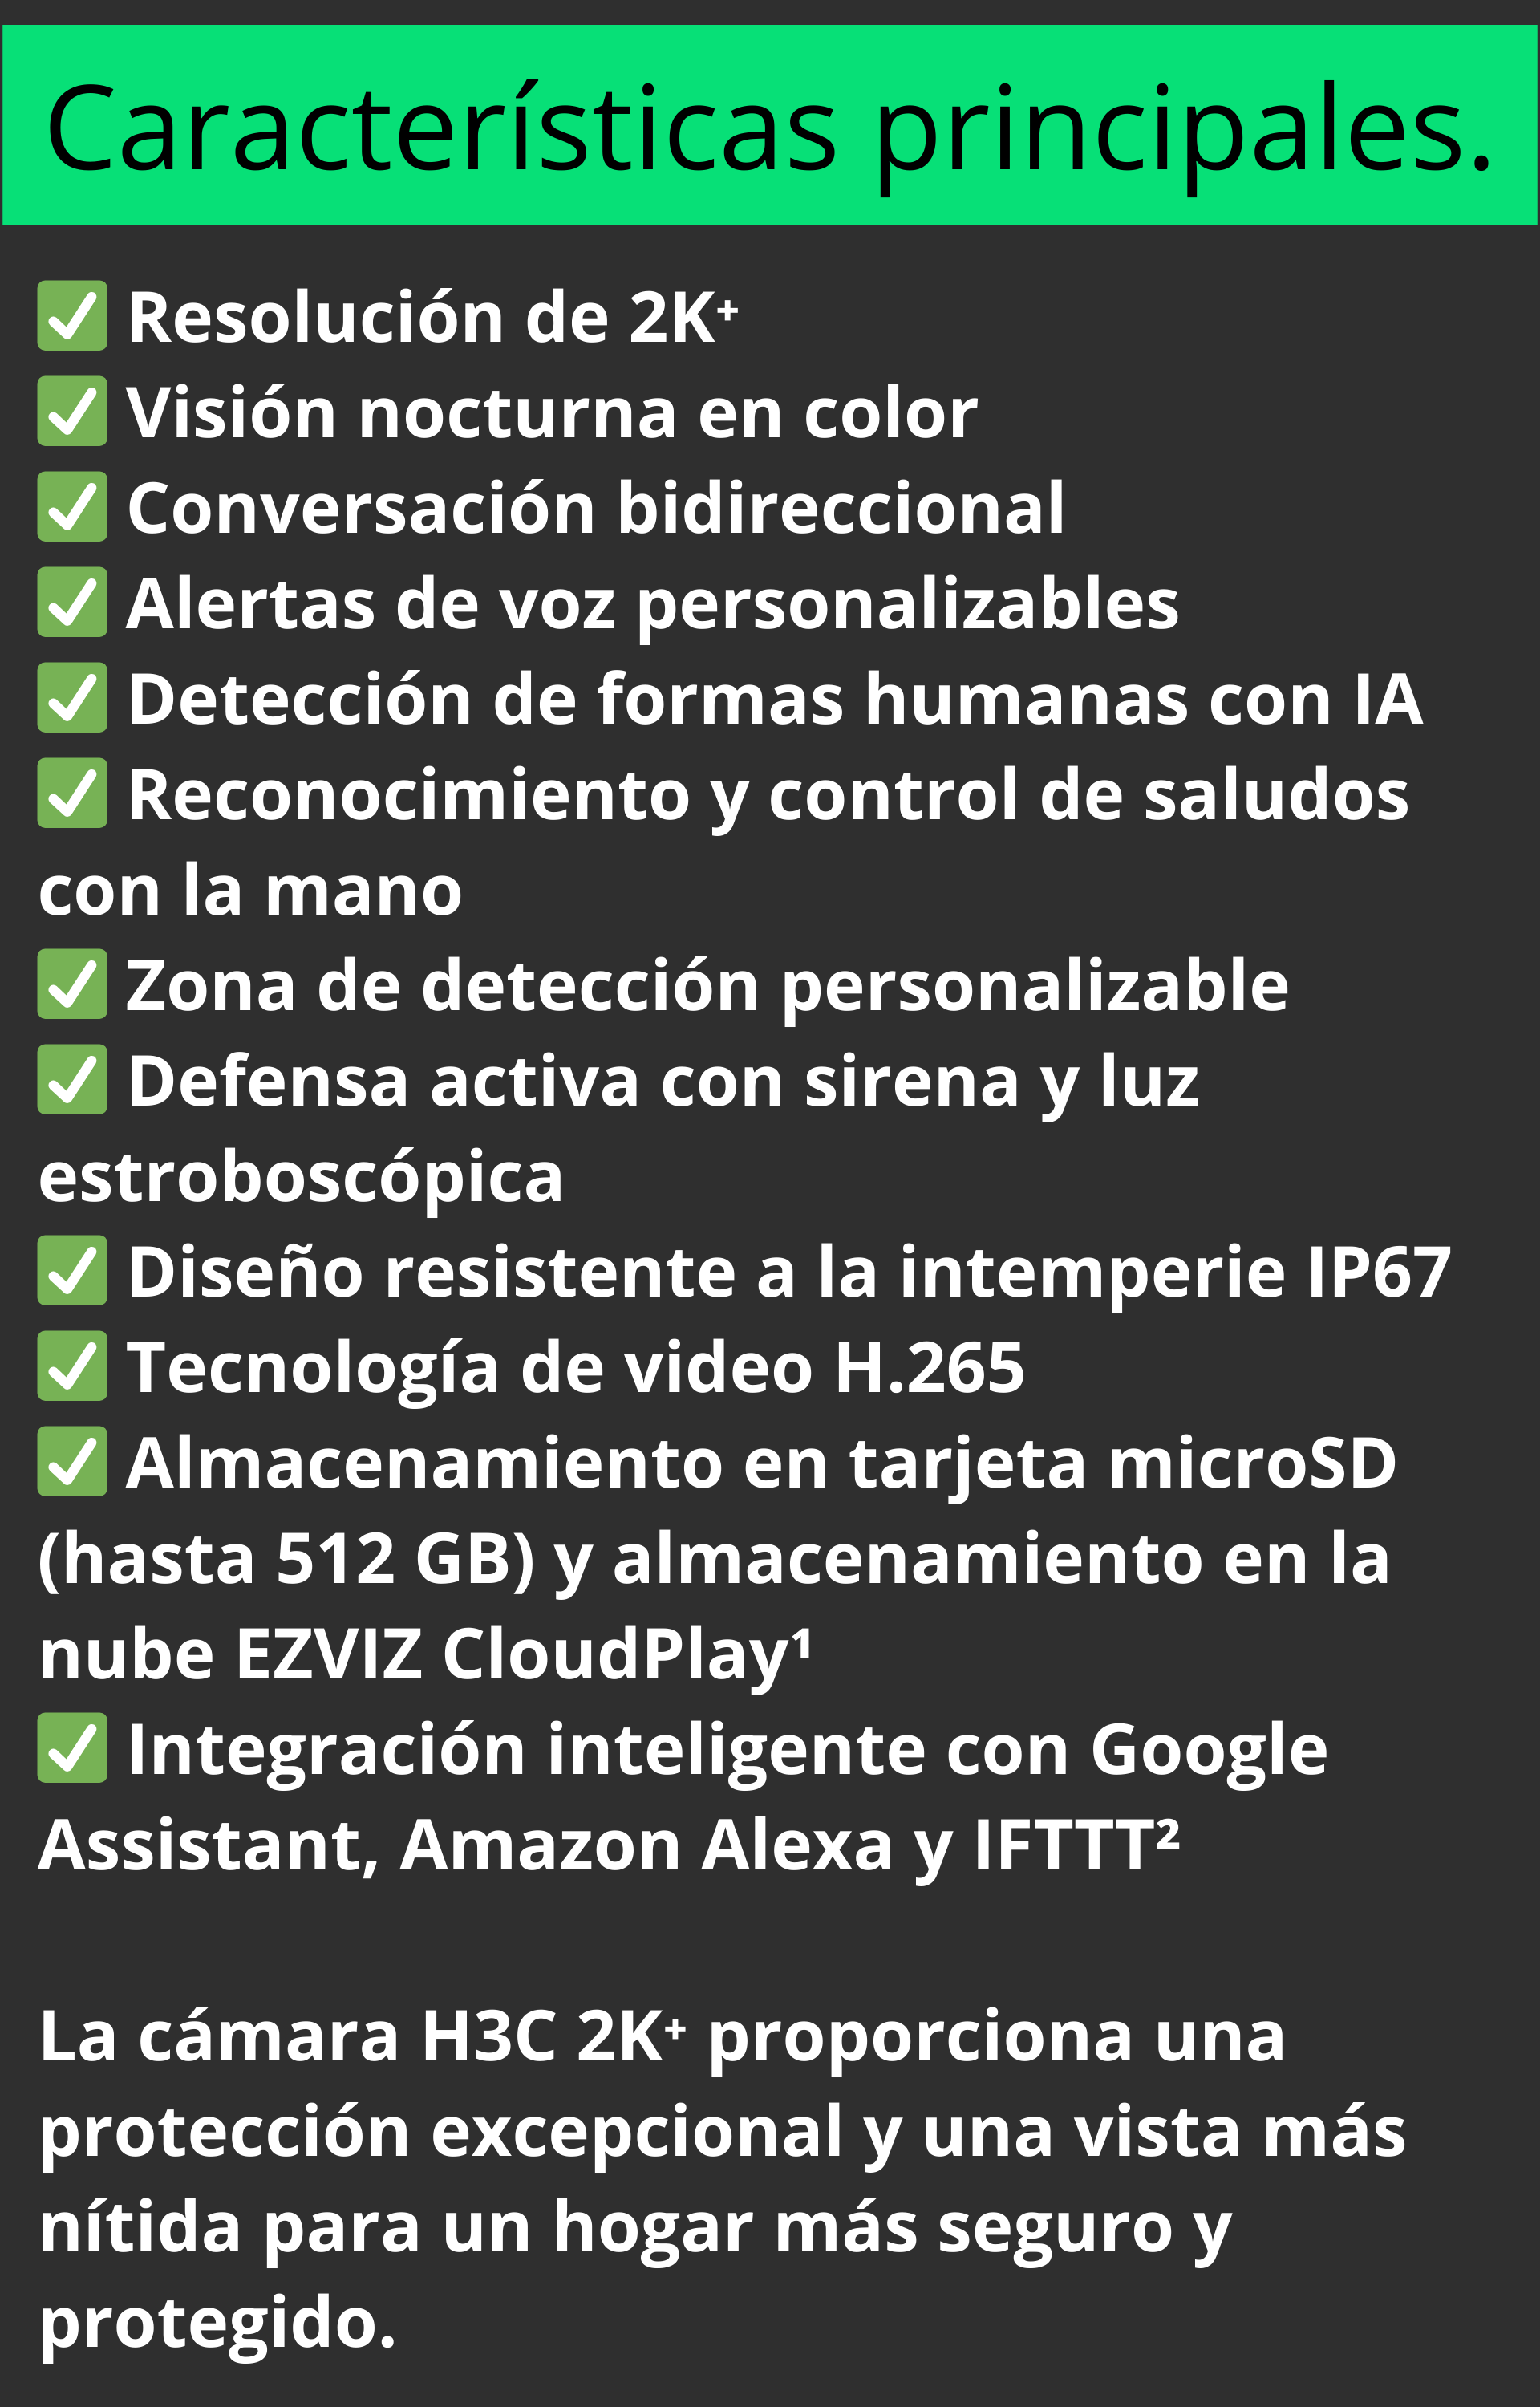 Características principales.
✅ Resolución de 2K⁺
✅ Visión nocturna en color
✅ Conversación bidireccional
✅ Alertas de voz personalizables
✅ Detección de formas humanas con IA
✅ Reconocimiento y control de saludos
con la mano
✅ Zona de detección personalizable
✅ Defensa activa con sirena y luz
estroboscópica
✅ Diseño resistente a la intemperie IP67
✅ Tecnología de video H.265
✅ Almacenamiento en tarjeta microSD
(hasta 512 GB) y almacenamiento en la
nube EZVIZ CloudPlay¹
✅ Integración inteligente con Google
Assistant, Amazon Alexa y IFTTT²
La cámara H3C 2K⁺ proporciona una
protección excepcional y una vista más
nítida para un hogar más seguro y
protegido.